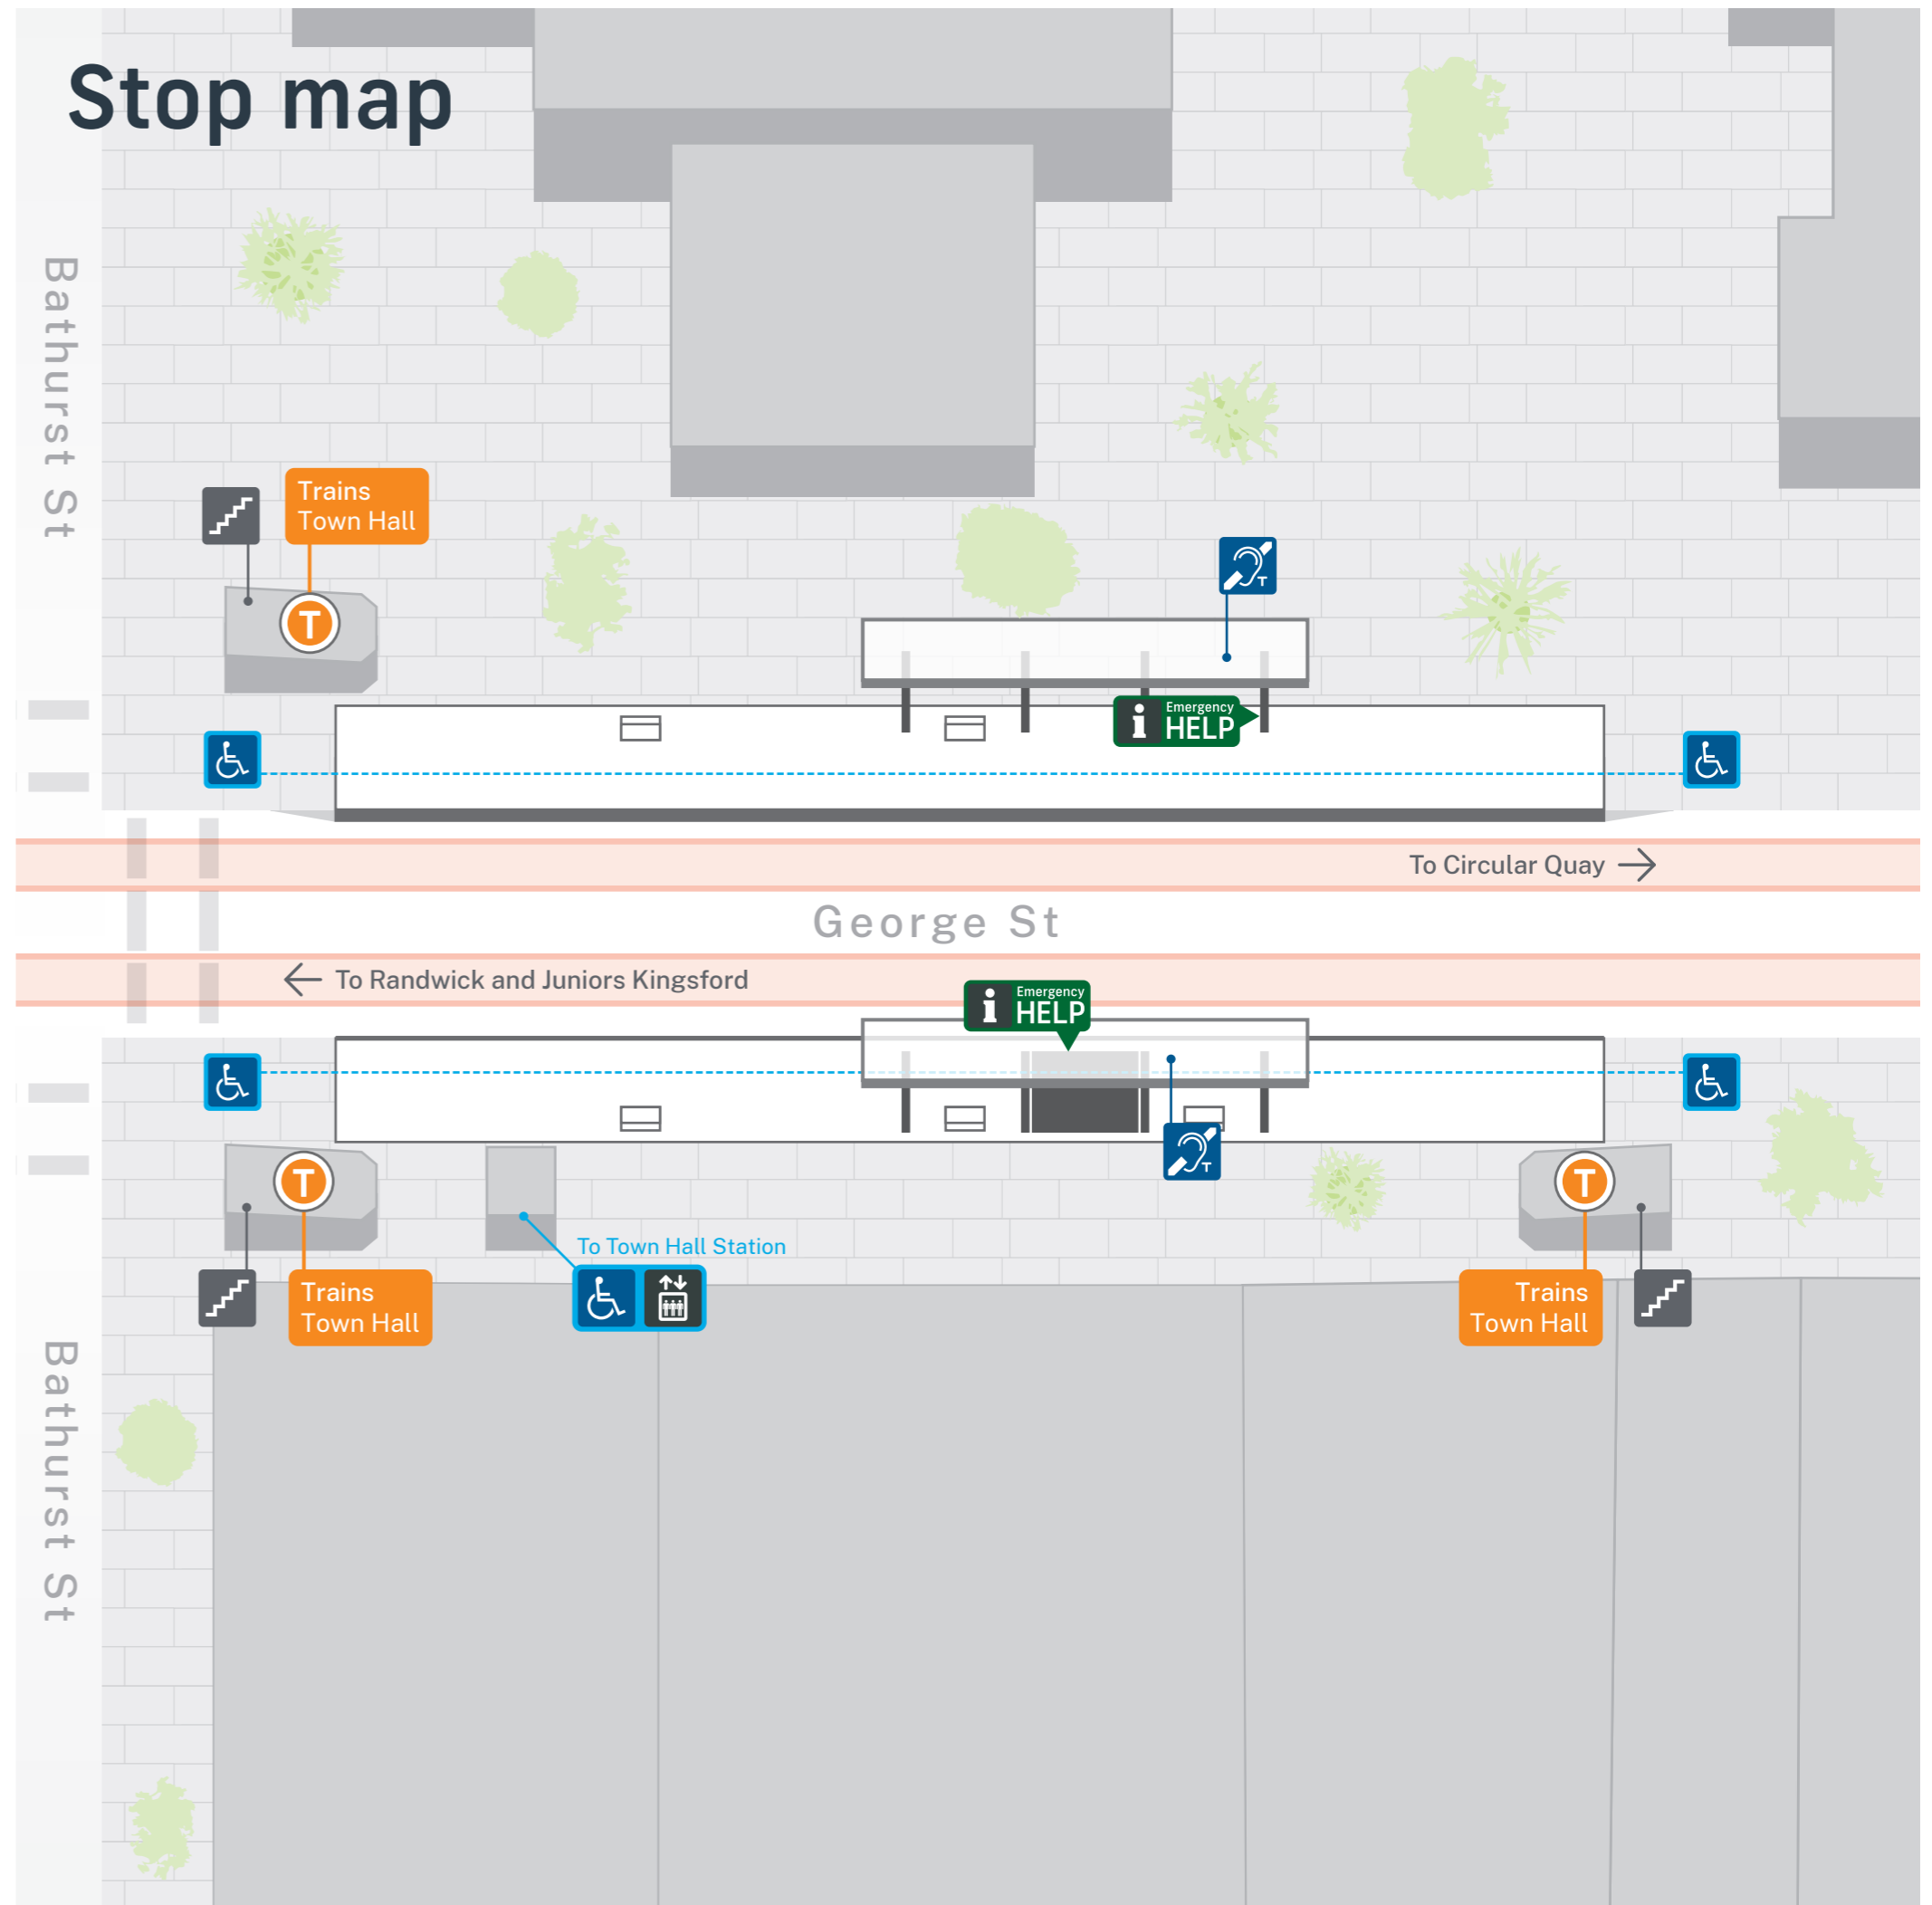 Stop map
Bathurst St
Trains
Town Hall
T
T
Emergency
HELP
i
To Circular Quay
George St
To Randwick and Juniors Kingsford
Emergency
HELP
i
T
T
T
To Town Hall Station
Trains
Town Hall
Trains
Town Hall
Bathurst St